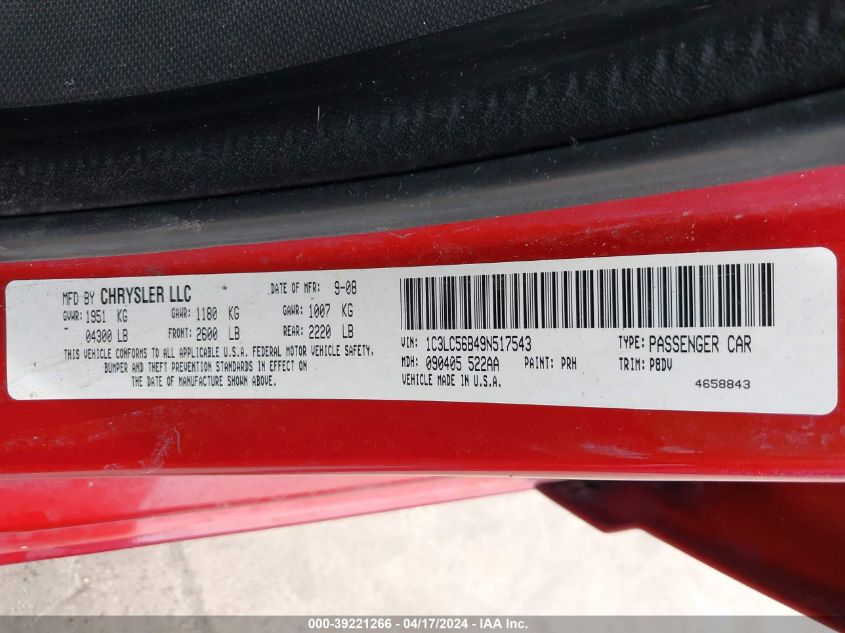 MFD BY CHRYSLER LLC DATE OF MFR: 9-08
GVWR: 1951 KG GAWR: 1180 KG GAWR: 1007 KG
04300 LB FRONT: 2600 LB REAR: 2220 LB
THIS VEHICLE CONFORMS TO ALL APPLICABLE U.S.A. FEDERAL MOTOR VEHICLE SAFETY,
BUMPER AND THEFT PREVENTION STANDARDS IN EFFECT ON
THE DATE OF MANUFACTURE SHOWN ABOVE.
VIN: 1C3LC56B49N517543 TYPE: PASSENGER CAR
MDH: 090405 522AA PAINT: PRH TRIM: P8DV
VEHICLE MADE IN U.S.A. 4658843
000-39221266 - 04/17/2024 - IAA Inc.